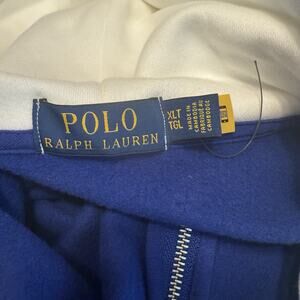 POLO
RALPH LAUREN
XLT
TGL
MADE IN
CAMBODIA
FABRIQUÉ AU
CAMBODGE